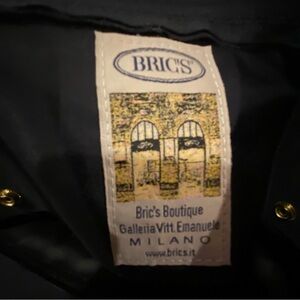 BRIC'S
Bric's Boutique
Galleria Vitt. Emanuele
MILANO
www.brics.it